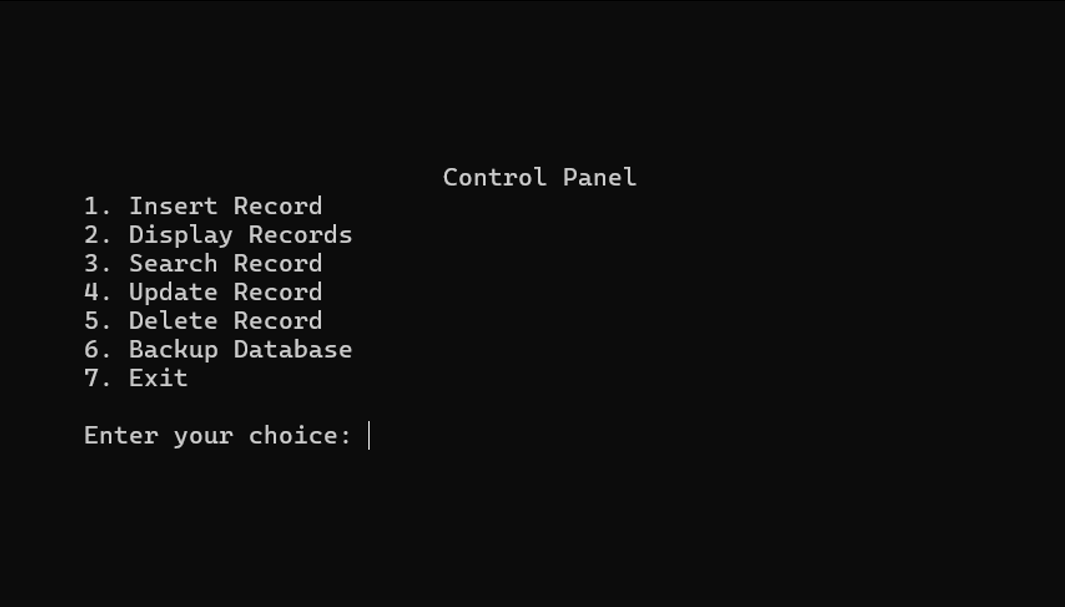 Control Panel
1. Insert Record
2. Display Records
3. Search Record
4. Update Record
5. Delete Record
6. Backup Database
7. Exit
Enter your choice: